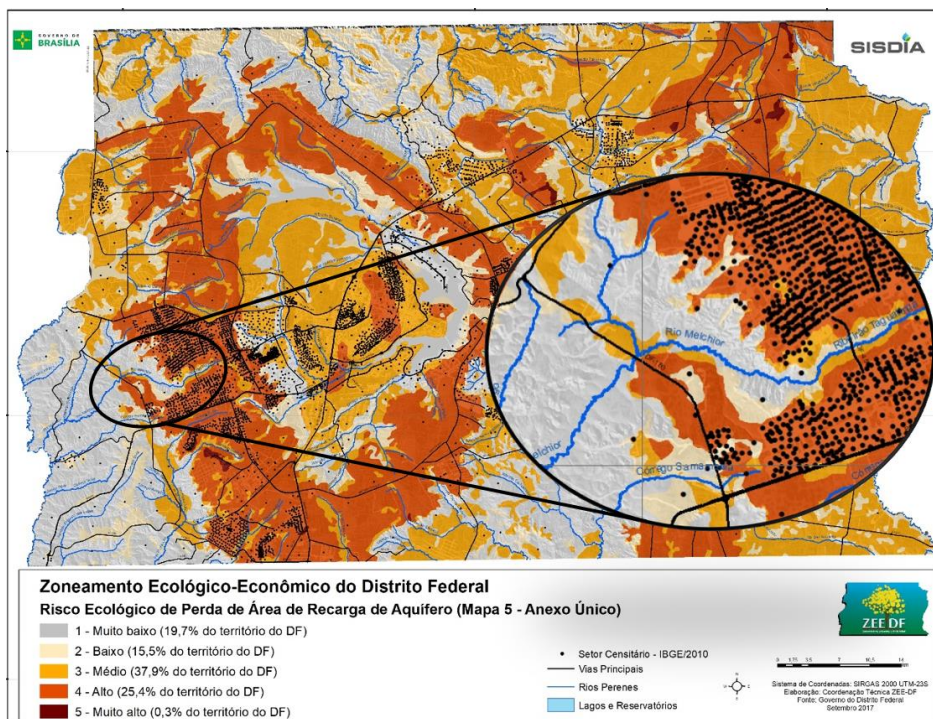 GOVERNO DE
BRASÍLIA
SISDIA
Rio Melchior
Ribeirão Taguat
elchior
Córrego Samam
Zoneamento Ecológico-Econômico do Distrito Federal
Risco Ecológico de Perda de Área de Recarga de Aquífero (Mapa 5 - Anexo Único)
1 - Muito baixo (19,7% do território do DF)
2 - Baixo (15,5% do território do DF)
3 - Médio (37,9% do território do DF)
4 - Alto (25,4% do território do DF)
5 - Muito alto (0,3% do território do DF)
Setor Censitário - IBGE/2010
Vias Principais
Rios Perenes
Lagos e Reservatórios
ZEE DF
Sistema de Coordenadas: SIRGAS 2000 UTM-23S
Elaboração: Coordenação Técnica ZEE-DF
Fonte: Governo do Distrito Federal
Setembro 2017